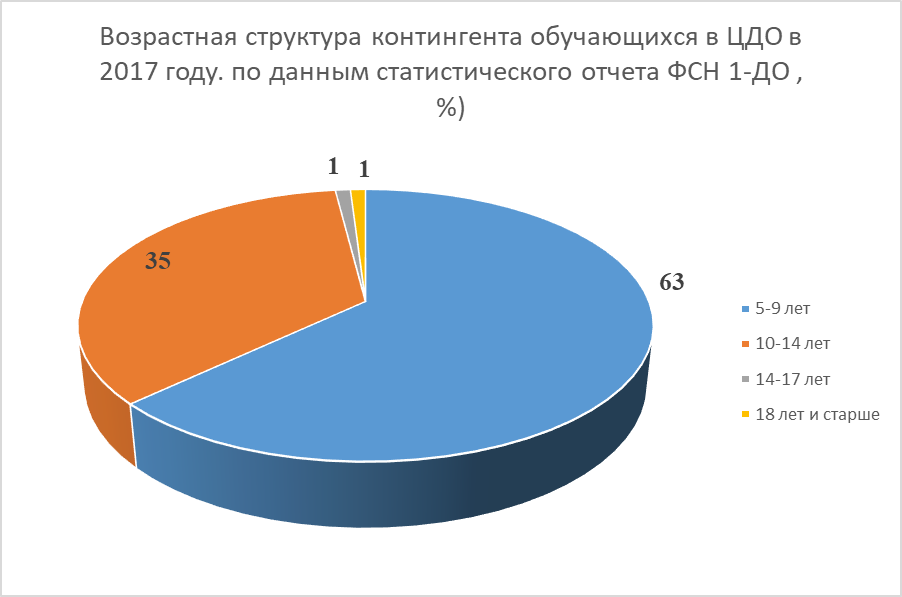 Возрастная структура контингента обучающихся в ЦДО в
2017 году. по данным статистического отчета ФСН 1-ДО ,
%)
1
1
35
63
5-9 лет
10-14 лет
14-17 лет
18 лет и старше